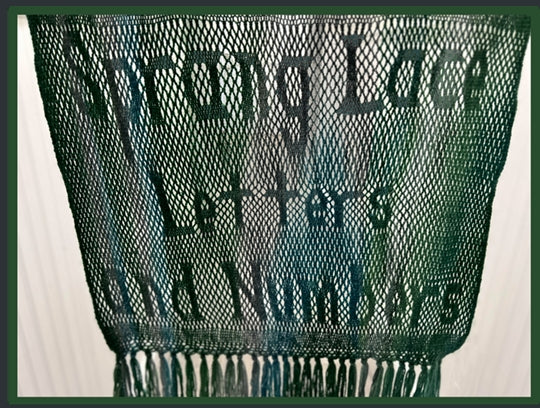 Sprang Lace
Letters
and Numbers